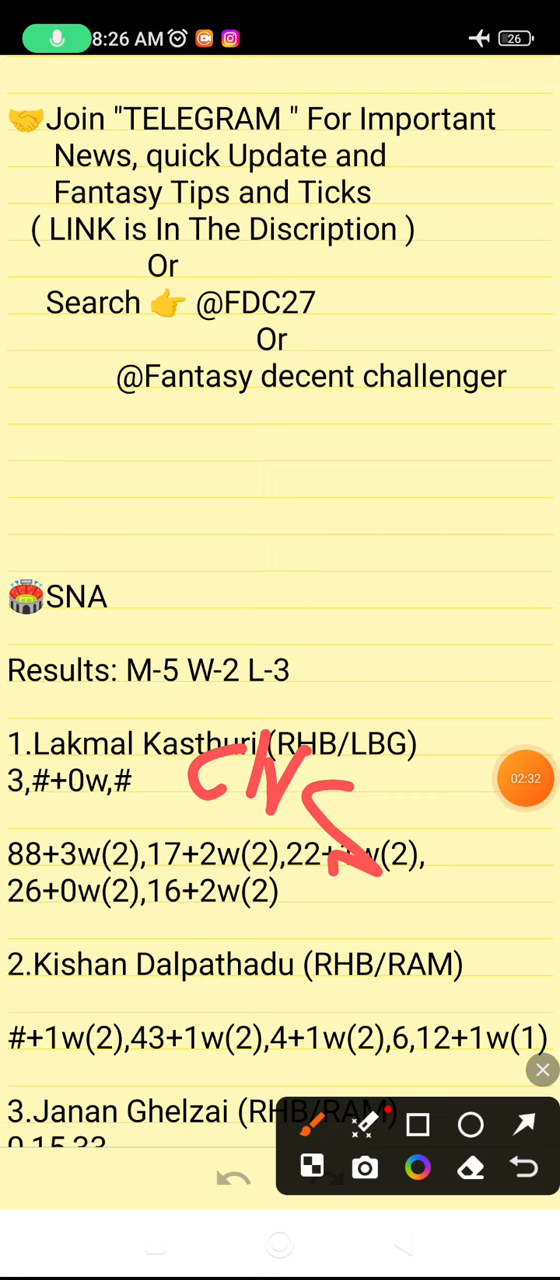 8:26 AM
26
🤝Join "TELEGRAM " For Important
News, quick Update and
Fantasy Tips and Ticks
( LINK is In The Discription )
Or
Search 👉 @FDC27
Or
@Fantasy decent challenger
🏟️SNA
Results: M-5 W-2 L-3
1.Lakmal Kasthuri (RHB/LBG)
3,#+0w,#
02:32
88+3w(2),17+2w(2),22+ w(2),
26+0w(2),16+2w(2)
2.Kishan Dalpathadu (RHB/RAM)
#+1w(2),43+1w(2),4+1w(2),6,12+1w(1)
3.Janan Ghelzai (RHB/RAM)
0,15,33